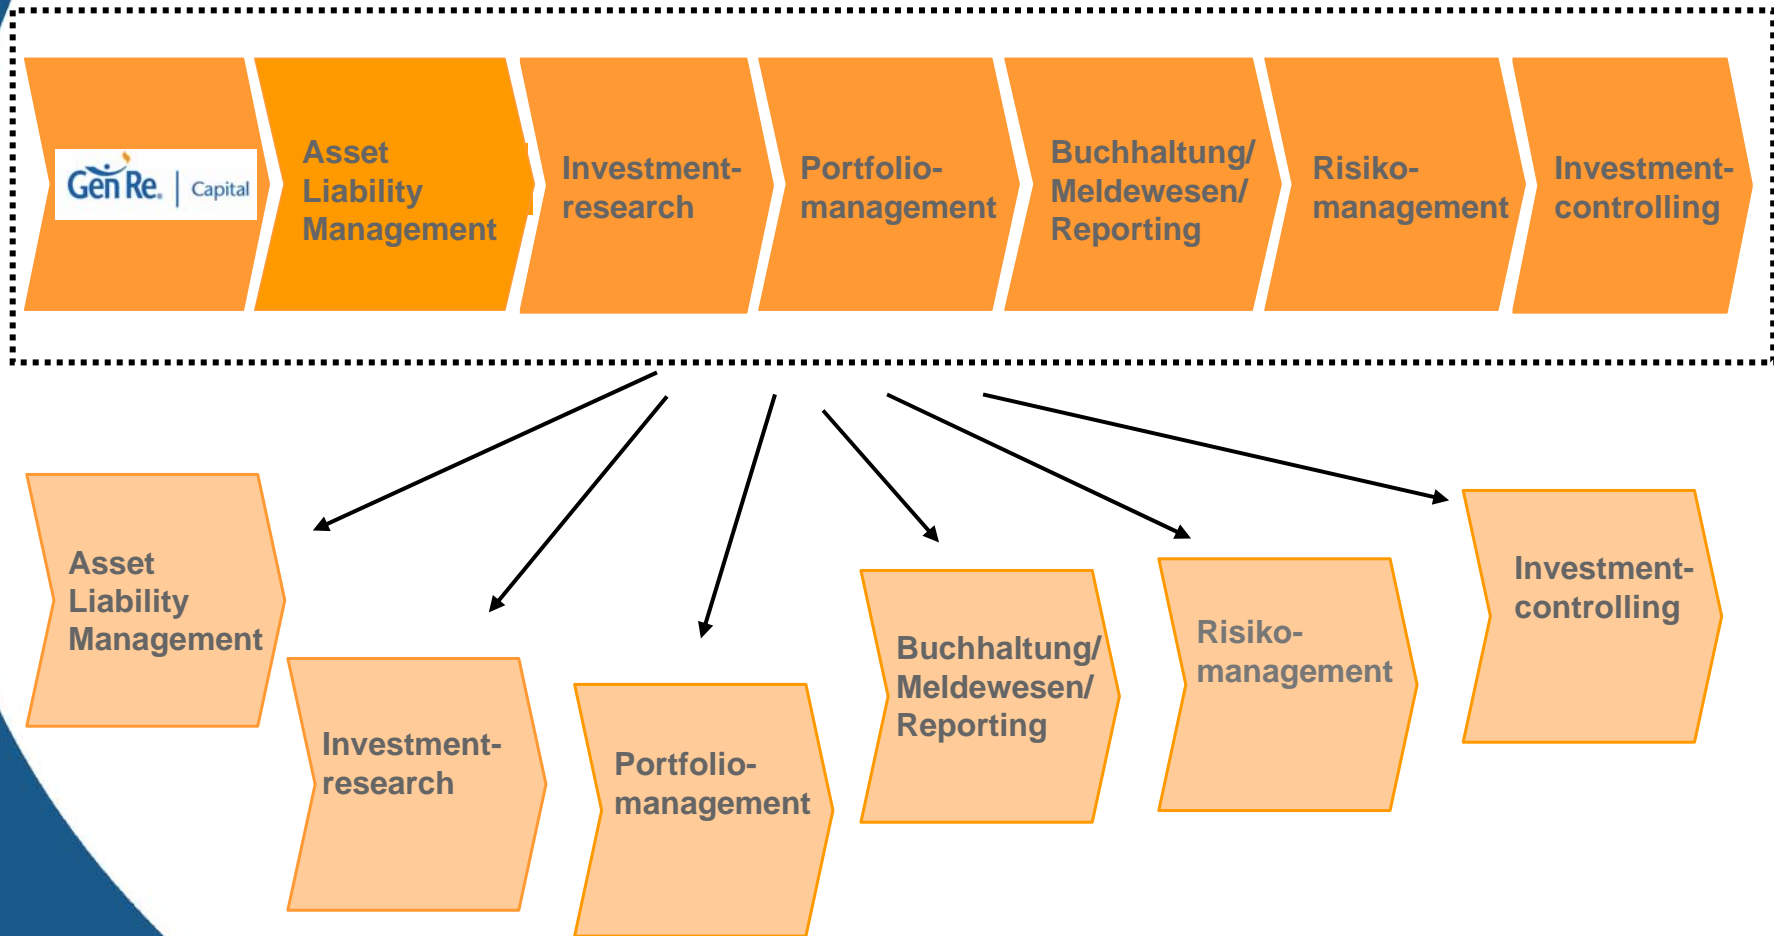 Gen Re. | Capital
Asset
Liability
Management
Investment-
research
Portfolio-
management
Buchhaltung/
Meldewesen/
Reporting
Risiko-
management
Investment-
controlling
Asset
Liability
Management
Investment-
research
Portfolio-
management
Buchhaltung/
Meldewesen/
Reporting
Risiko-
management
Investment-
controlling